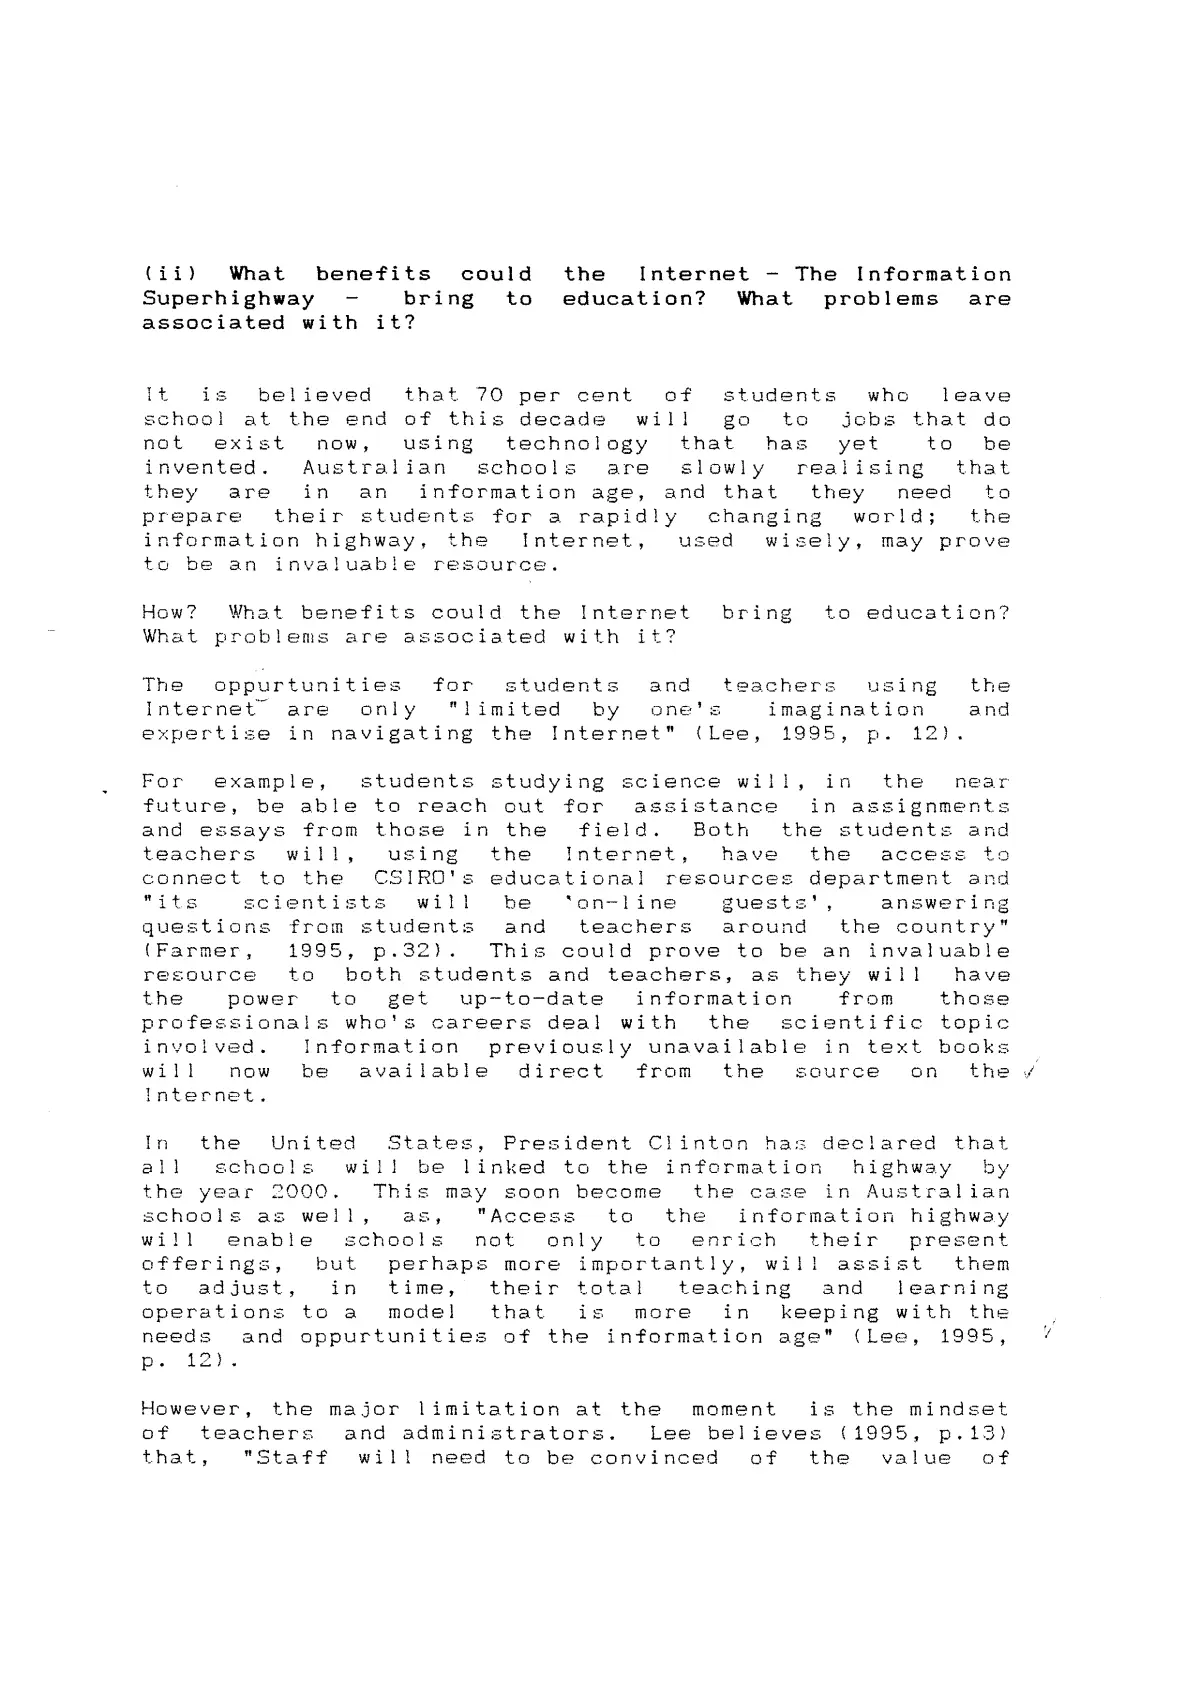 (ii) What benefits could the Internet - The Information
Superhighway - bring to education? What problems are
associated with it?
It is believed that 70 per cent of students who leave
school at the end of this decade will go to jobs that do
not exist now, using technology that has yet to be
invented. Australian schools are slowly realising that
they are in an information age, and that they need to
prepare their students for a rapidly changing world; the
information highway, the Internet, used wisely, may prove
to be an invaluable resource.
How? What benefits could the Internet bring to education?
What problems are associated with it?
The oppurtunities for students and teachers using the
Internet are only "limited by one's imagination and
expertise in navigating the Internet" (Lee, 1995, p. 12).
For example, students studying science will, in the near
future, be able to reach out for assistance in assignments
and essays from those in the field. Both the students and
teachers will, using the Internet, have the access to
connect to the CSIRO's educational resources department and
"its scientists will be 'on-line guests', answering
questions from students and teachers around the country"
(Farmer, 1995, p.32). This could prove to be an invaluable
resource to both students and teachers, as they will have
the power to get up-to-date information from those
professionals who's careers deal with the scientific topic
involved. Information previously unavailable in text books
will now be available direct from the source on the
Internet.
In the United States, President Clinton has declared that
all schools will be linked to the information highway by
the year 2000. This may soon become the case in Australian
schools as well, as, "Access to the information highway
will enable schools not only to enrich their present
offerings, but perhaps more importantly, will assist them
to adjust, in time, their total teaching and learning
operations to a model that is more in keeping with the
needs and oppurtunities of the information age" (Lee, 1995,
p. 12).
However, the major limitation at the moment is the mindset
of teachers and administrators. Lee believes (1995, p.13)
that, "Staff will need to be convinced of the value of